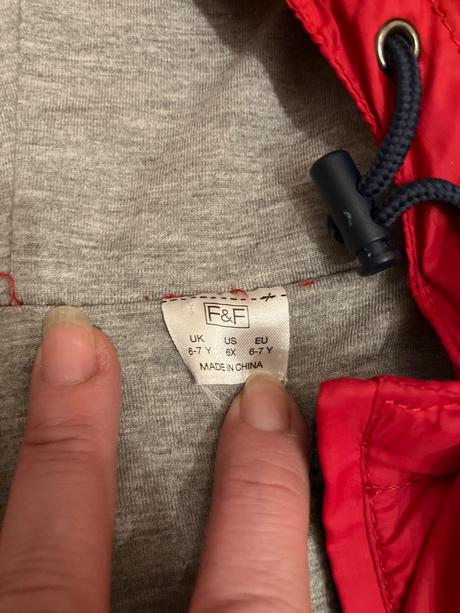 F&F
UK US EU
6-7 Y 6X 6-7 Y
MADE IN CHINA